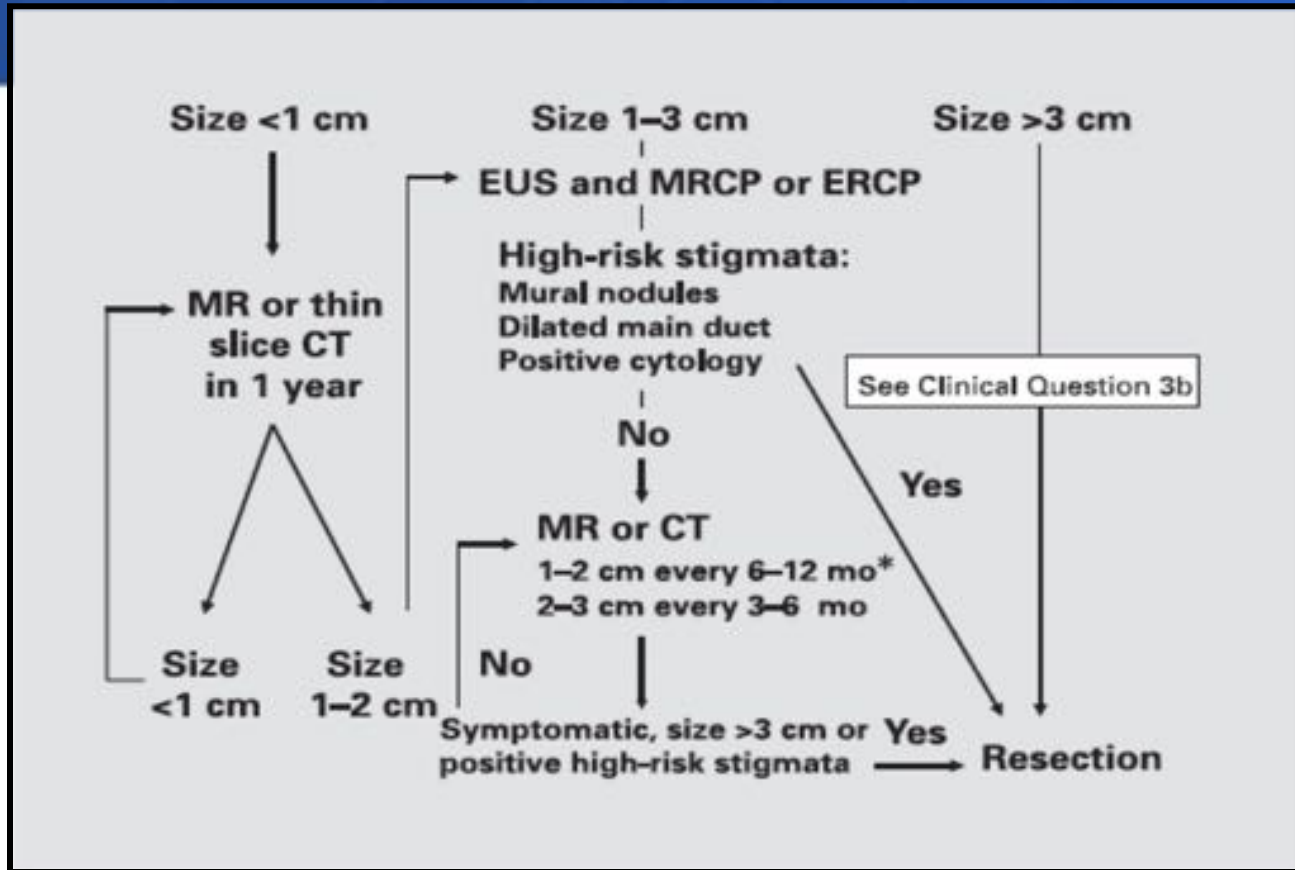 Size <1 cm
Size 1–3 cm
Size >3 cm
EUS and MRCP or ERCP
High-risk stigmata:
Mural nodules
Dilated main duct
Positive cytology
MR or thin
slice CT
in 1 year
See Clinical Question 3b
No
Yes
MR or CT
1–2 cm every 6–12 mo*
2–3 cm every 3–6 mo
Size
<1 cm
Size
1–2 cm
No
Symptomatic, size >3 cm or
positive high-risk stigmata
Yes
Resection